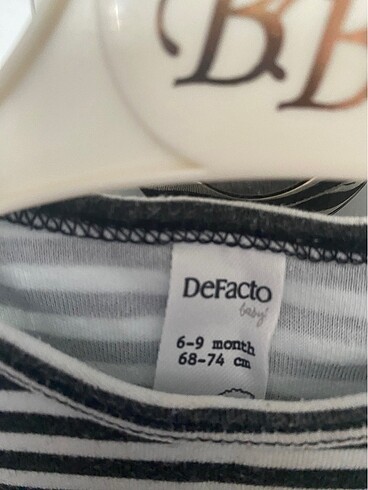 BB
DeFacto
baby!
6-9 month
68-74 cm